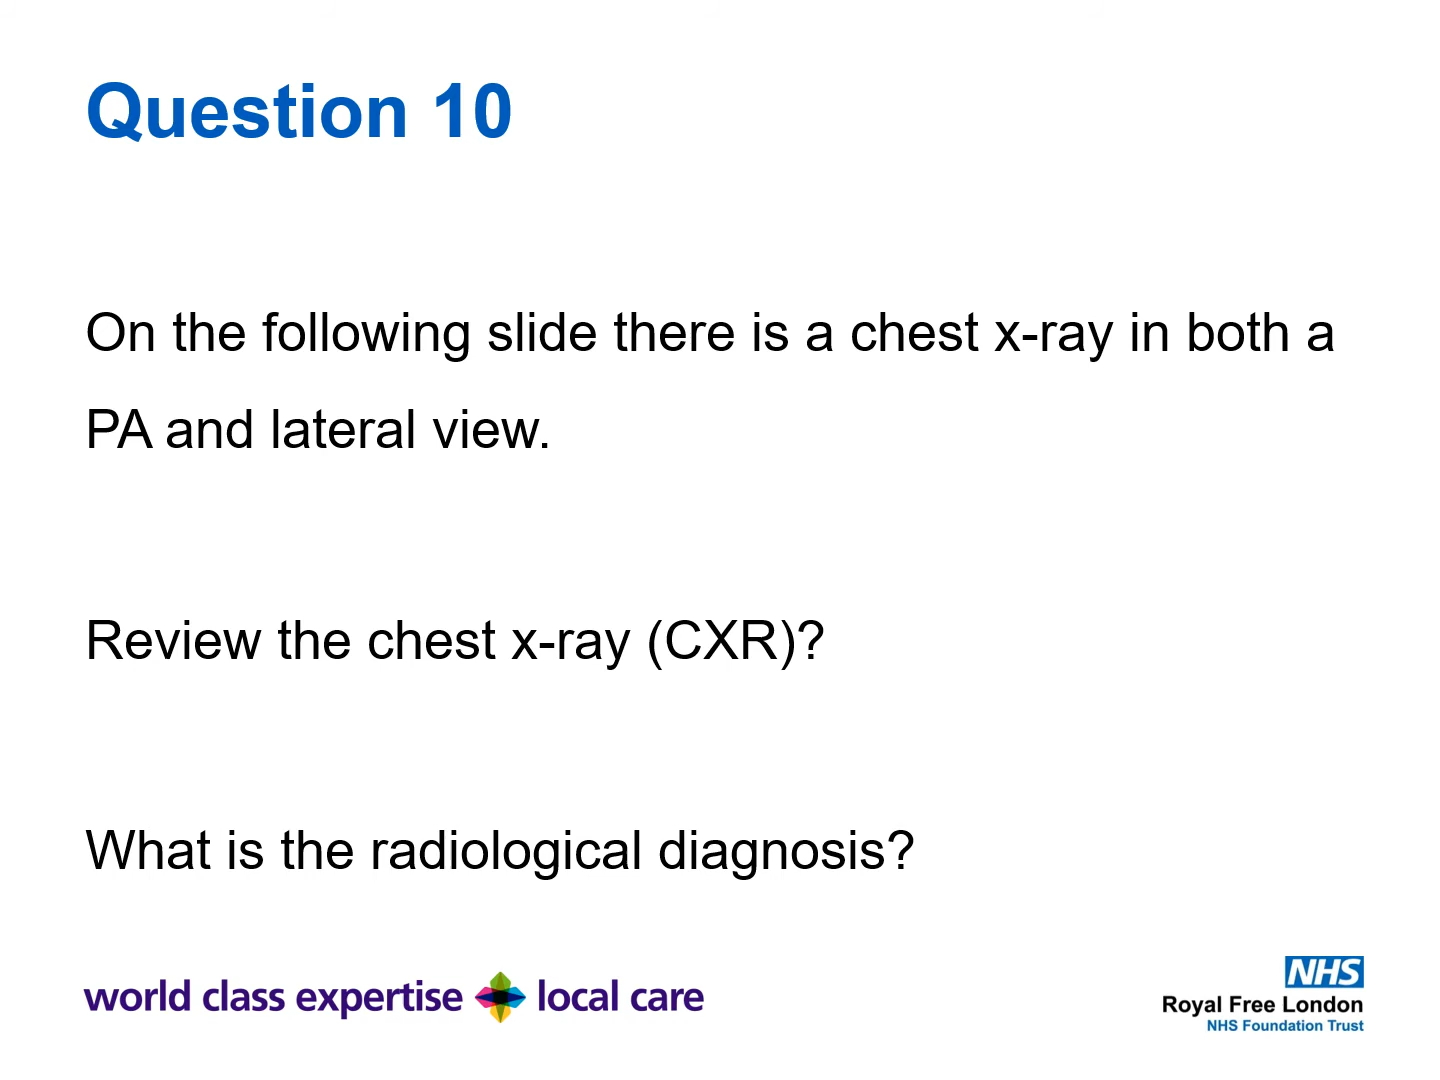 Question 10
On the following slide there is a chest x-ray in both a
PA and lateral view.
Review the chest x-ray (CXR)?
What is the radiological diagnosis?
world class expertise local care
NHS
Royal Free London
NHS Foundation Trust